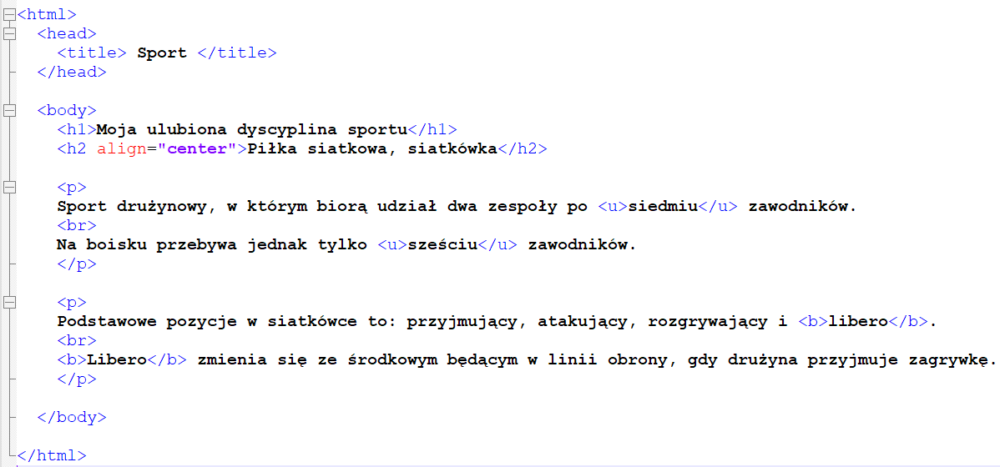 <html>
<head>
<title> Sport </title>
</head>
<body>
<h1>Moja ulubiona dyscyplina sportu</h1>
<h2 align="center">Piłka siatkowa, siatkówka</h2>
<p>
Sport drużynowy, w którym biorą udział dwa zespoły po <u>siedmiu</u> zawodników.
<br>
Na boisku przebywa jednak tylko <u>sześciu</u> zawodników.
</p>
<p>
Podstawowe pozycje w siatkówce to: przyjmujący, atakujący, rozgrywający i <b>libero</b>.
<br>
<b>Libero</b> zmienia się ze środkowym będącym w linii obrony, gdy drużyna przyjmuje zagrywkę.
</p>
</body>
</html>